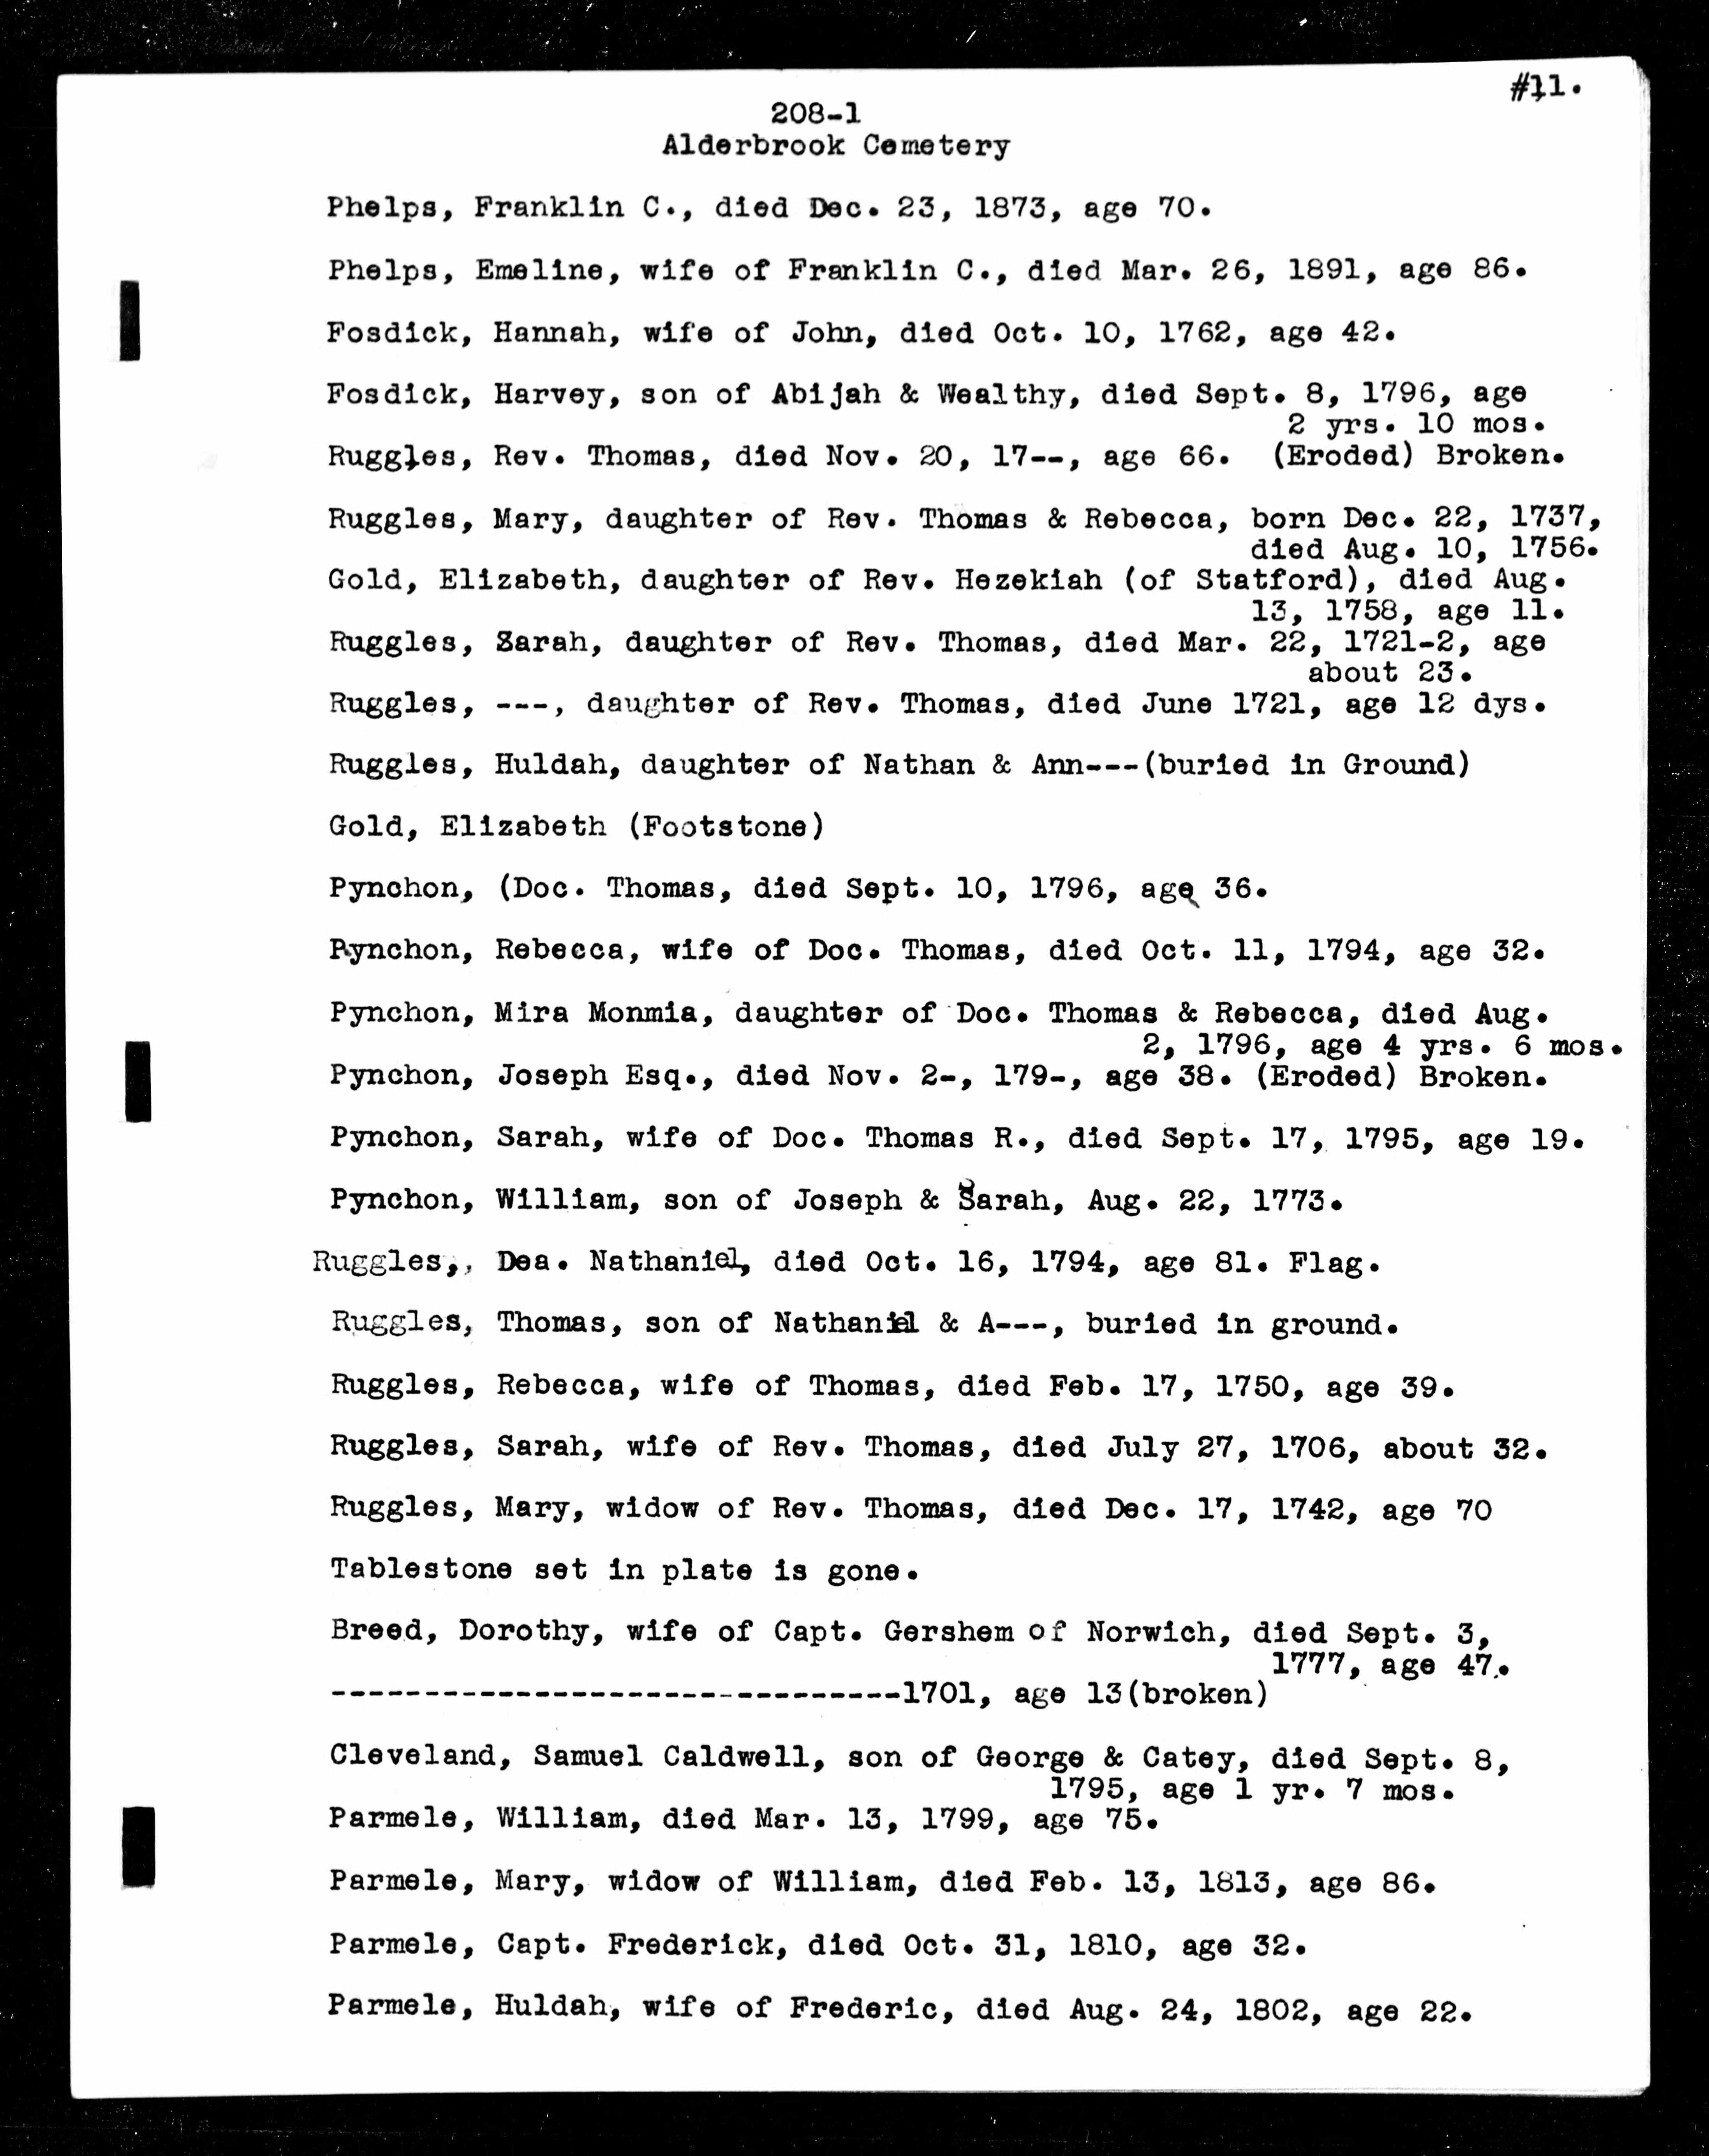 #11.
208-1
Alderbrook Cemetery
Phelps, Franklin C., died Dec. 23, 1873, age 70.
Phelps, Emeline, wife of Franklin C., died Mar. 26, 1891, age 86.
Fosdick, Hannah, wife of John, died Oct. 10, 1762, age 42.
Fosdick, Harvey, son of Abijah & Wealthy, died Sept. 8, 1796, age
2 yrs. 10 mos.
Ruggles, Rev. Thomas, died Nov. 20, 17--, age 66. (Eroded) Broken.
Ruggles, Mary, daughter of Rev. Thomas & Rebecca, born Dec. 22, 1737,
died Aug. 10, 1756.
Gold, Elizabeth, daughter of Rev. Hezekiah (of Statford), died Aug.
13, 1758, age 11.
Ruggles, Sarah, daughter of Rev. Thomas, died Mar. 22, 1721-2, age
about 23.
Ruggles, ---, daughter of Rev. Thomas, died June 1721, age 12 dys.
Ruggles, Huldah, daughter of Nathan & Ann---(buried in Ground)
Gold, Elizabeth (Footstone)
Pynchon, (Doc. Thomas, died Sept. 10, 1796, age 36.
Pynchon, Rebecca, wife of Doc. Thomas, died Oct. 11, 1794, age 32.
Pynchon, Mira Monmia, daughter of Doc. Thomas & Rebecca, died Aug.
2, 1796, age 4 yrs. 6 mos.
Pynchon, Joseph Esq., died Nov. 2-, 179-, age 38. (Eroded) Broken.
Pynchon, Sarah, wife of Doc. Thomas R., died Sept. 17, 1795, age 19.
Pynchon, William, son of Joseph & Sarah, Aug. 22, 1773.
Ruggles,, Dea. Nathaniel, died Oct. 16, 1794, age 81. Flag.
Ruggles, Thomas, son of Nathaniel & A---, buried in ground.
Ruggles, Rebecca, wife of Thomas, died Feb. 17, 1750, age 39.
Ruggles, Sarah, wife of Rev. Thomas, died July 27, 1706, about 32.
Ruggles, Mary, widow of Rev. Thomas, died Dec. 17, 1742, age 70
Tablestone set in plate is gone.
Breed, Dorothy, wife of Capt. Gershem of Norwich, died Sept. 3,
1777, age 47.
-------------------------------1701, age 13(broken)
Cleveland, Samuel Caldwell, son of George & Catey, died Sept. 8,
1795, age 1 yr. 7 mos.
Parmele, William, died Mar. 13, 1799, age 75.
Parmele, Mary, widow of William, died Feb. 13, 1813, age 86.
Parmele, Capt. Frederick, died Oct. 31, 1810, age 32.
Parmele, Huldah, wife of Frederic, died Aug. 24, 1802, age 22.